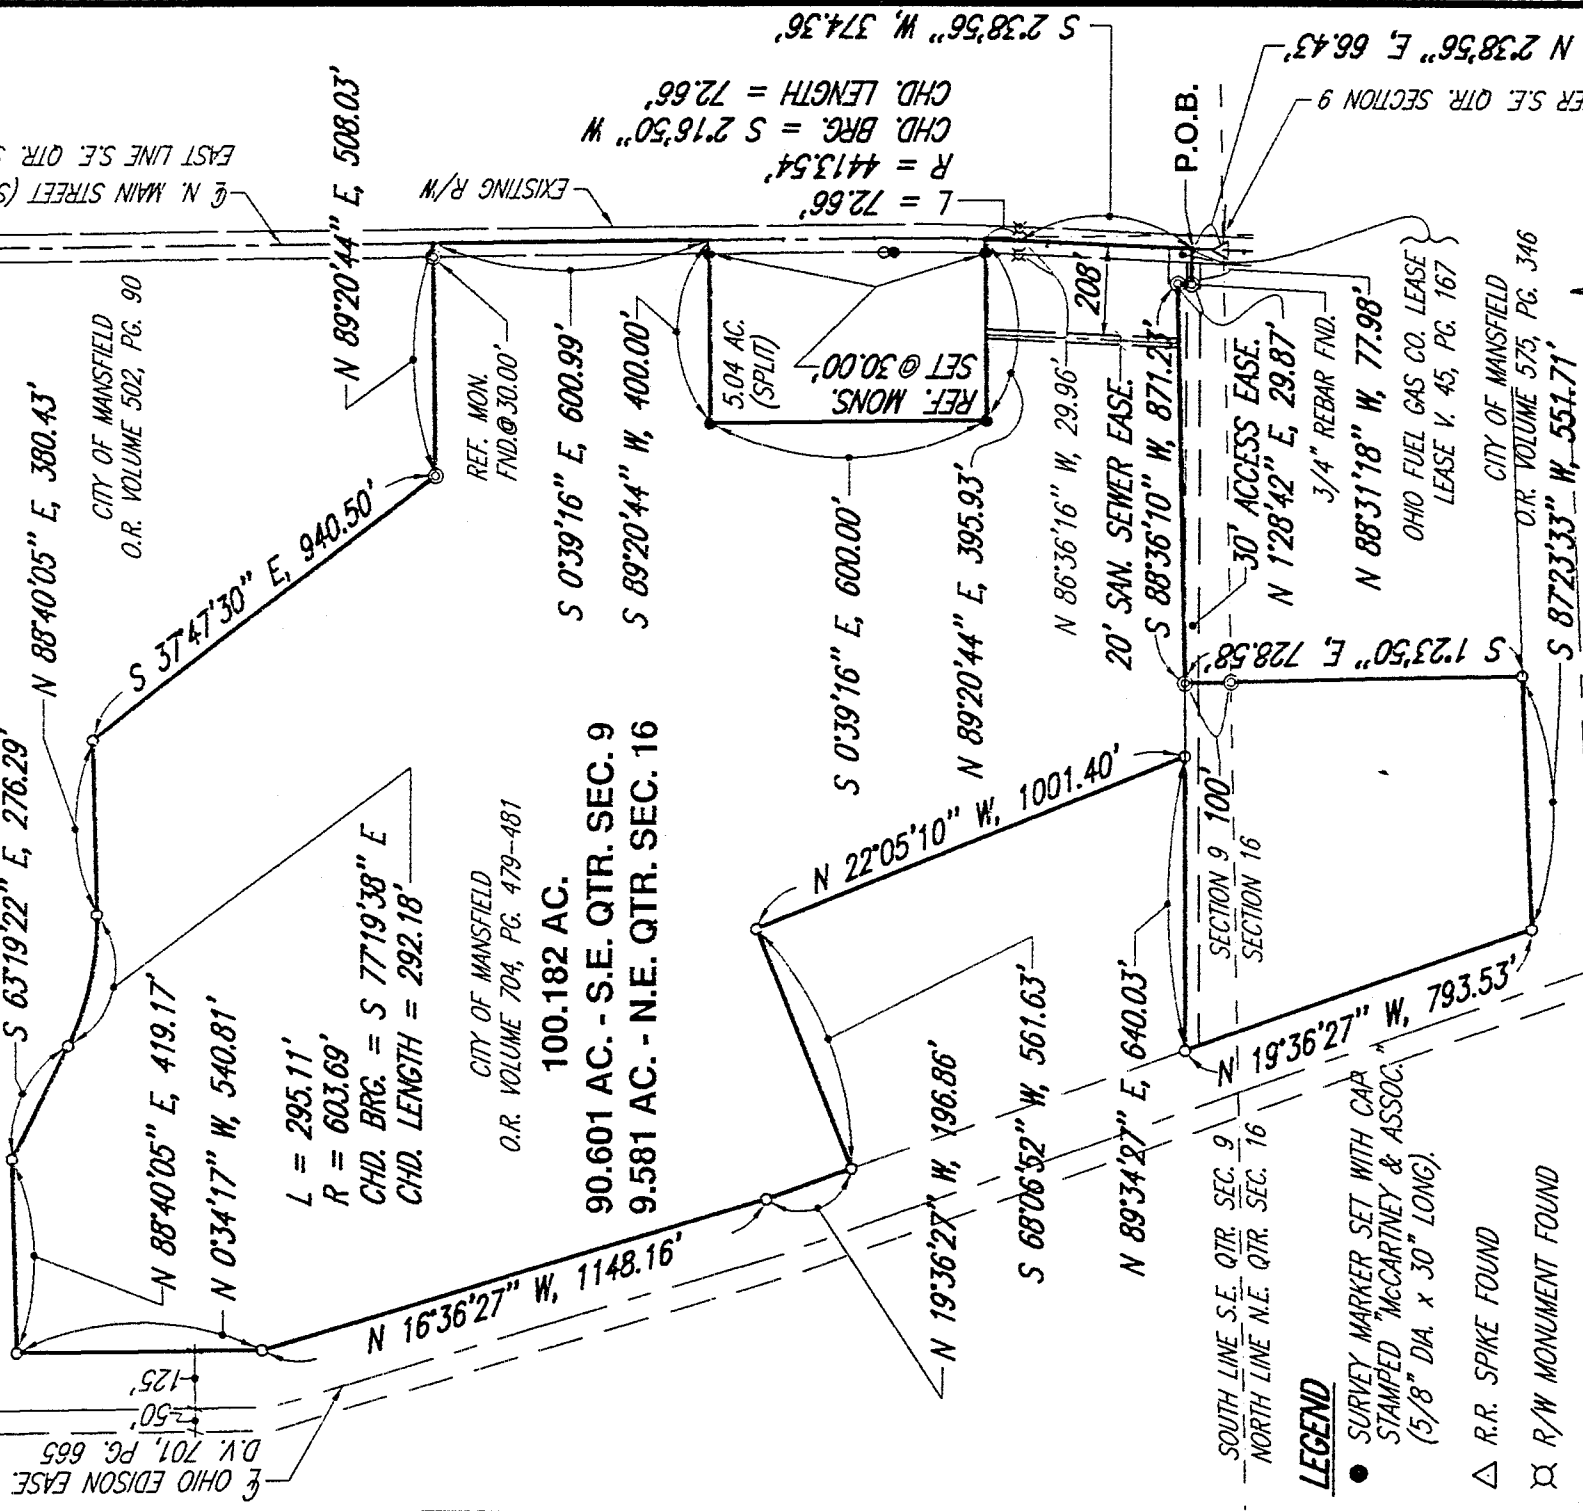 S 2°38'56" W, 374.36'
N 2°38'56" E, 66.43'
S.E. QTR. SECTION 9
CHD. LENGTH = 72.66'
CHD. BRG. = S 2°16'50" W
R = 4413.54'
L = 72.66'
P.O.B.
EAST LINE S.E. QTR.
℄ N. MAIN STREET
EXISTING R/W
N 89°20'44" E, 508.03'
CITY OF MANSFIELD
O.R. VOLUME 502, PG. 90
N 88°40'05" E, 380.43'
S 37°47'30" E, 940.50'
REF. MON.
FND.@30.00'
S 0°39'16" E, 600.99'
S 89°20'44" W, 400.00'
5.04 AC.
(SPLIT)
REF. MONS.
SET @ 30.00'
S 0°39'16" E, 600.00'
N 89°20'44" E, 395.93'
N 86°36'16" W, 29.96'
208'
20' SAN. SEWER EASE.
S 88°36'10" W, 871.23'
30' ACCESS EASE.
N 1°28'42" E, 29.87'
3/4" REBAR FND.
N 88°31'18" W, 77.98'
OHIO FUEL GAS CO. LEASE
LEASE V. 45, PG. 167
CITY OF MANSFIELD
O.R. VOLUME 575, PG. 346
S 87°23'33" W, 551.71'
S 1°23'50" E, 728.58'
S 63°19'22" E, 276.29'
N 88°40'05" E, 419.17'
N 0°34'17" W, 540.81'
L = 295.11'
R = 603.69'
CHD. BRG. = S 77°19'38" E
CHD. LENGTH = 292.18'
CITY OF MANSFIELD
O.R. VOLUME 704, PG. 479-481
100.182 AC.
90.601 AC. - S.E. QTR. SEC. 9
9.581 AC. - N.E. QTR. SEC. 16
N 22°05'10" W, 1001.40'
100'
SECTION 9
SECTION 16
N 19°36'27" W, 793.53'
N 16°36'27" W, 1148.16'
N 19°36'27" W, 196.86'
S 68°06'52" W, 561.63'
N 89°34'27" E, 640.03'
SOUTH LINE S.E. QTR. SEC. 9
NORTH LINE N.E. QTR. SEC. 16
125'
50'
℄ OHIO EDISON EASE.
D.V. 701, PG. 665
LEGEND
● SURVEY MARKER SET WITH CAP
STAMPED "McCARTNEY & ASSOC."
(5/8" DIA. x 30" LONG).
△ R.R. SPIKE FOUND
R/W MONUMENT FOUND